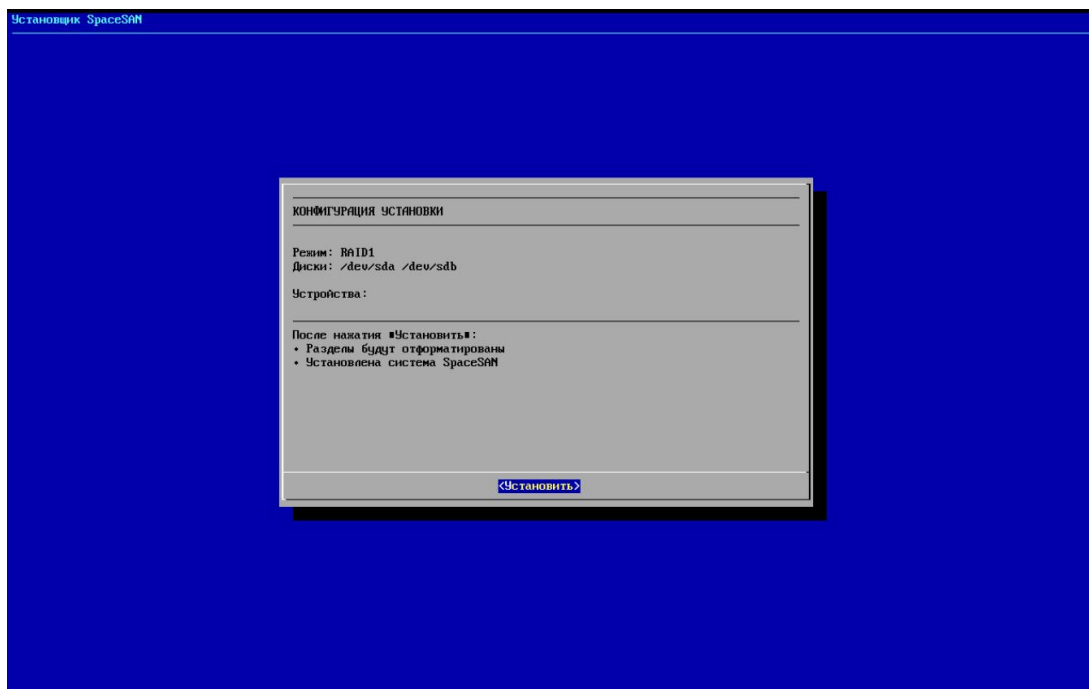 Установщик SpaceSAN
КОНФИГУРАЦИЯ УСТАНОВКИ
Режим: RAID1
Диски: /dev/sda /dev/sdb
Устройства:
После нажатия ■Установить■:
• Разделы будут отформатированы
• Установлена система SpaceSAN
<Установить>